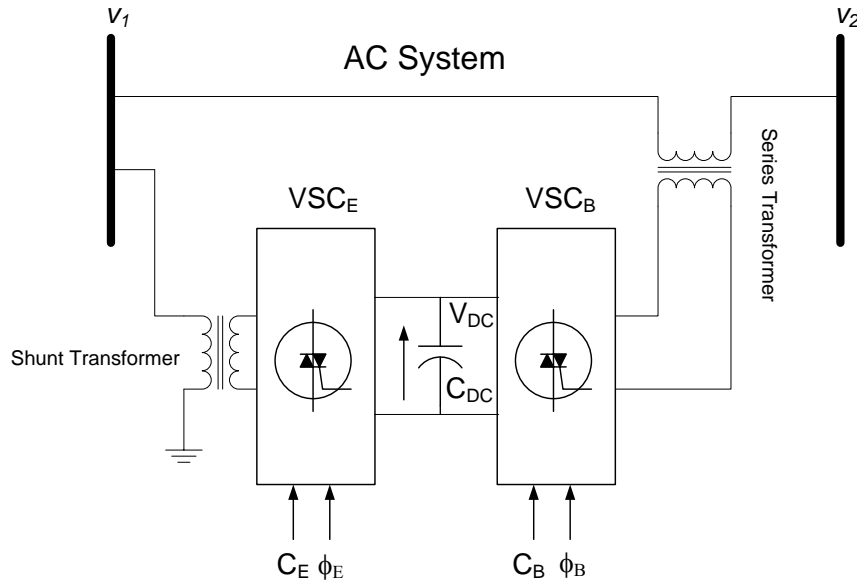 v1
v2
AC System
Series Transformer
VSCE
VSCB
VDC
CDC
Shunt Transformer
CE ϕE
CB ϕB